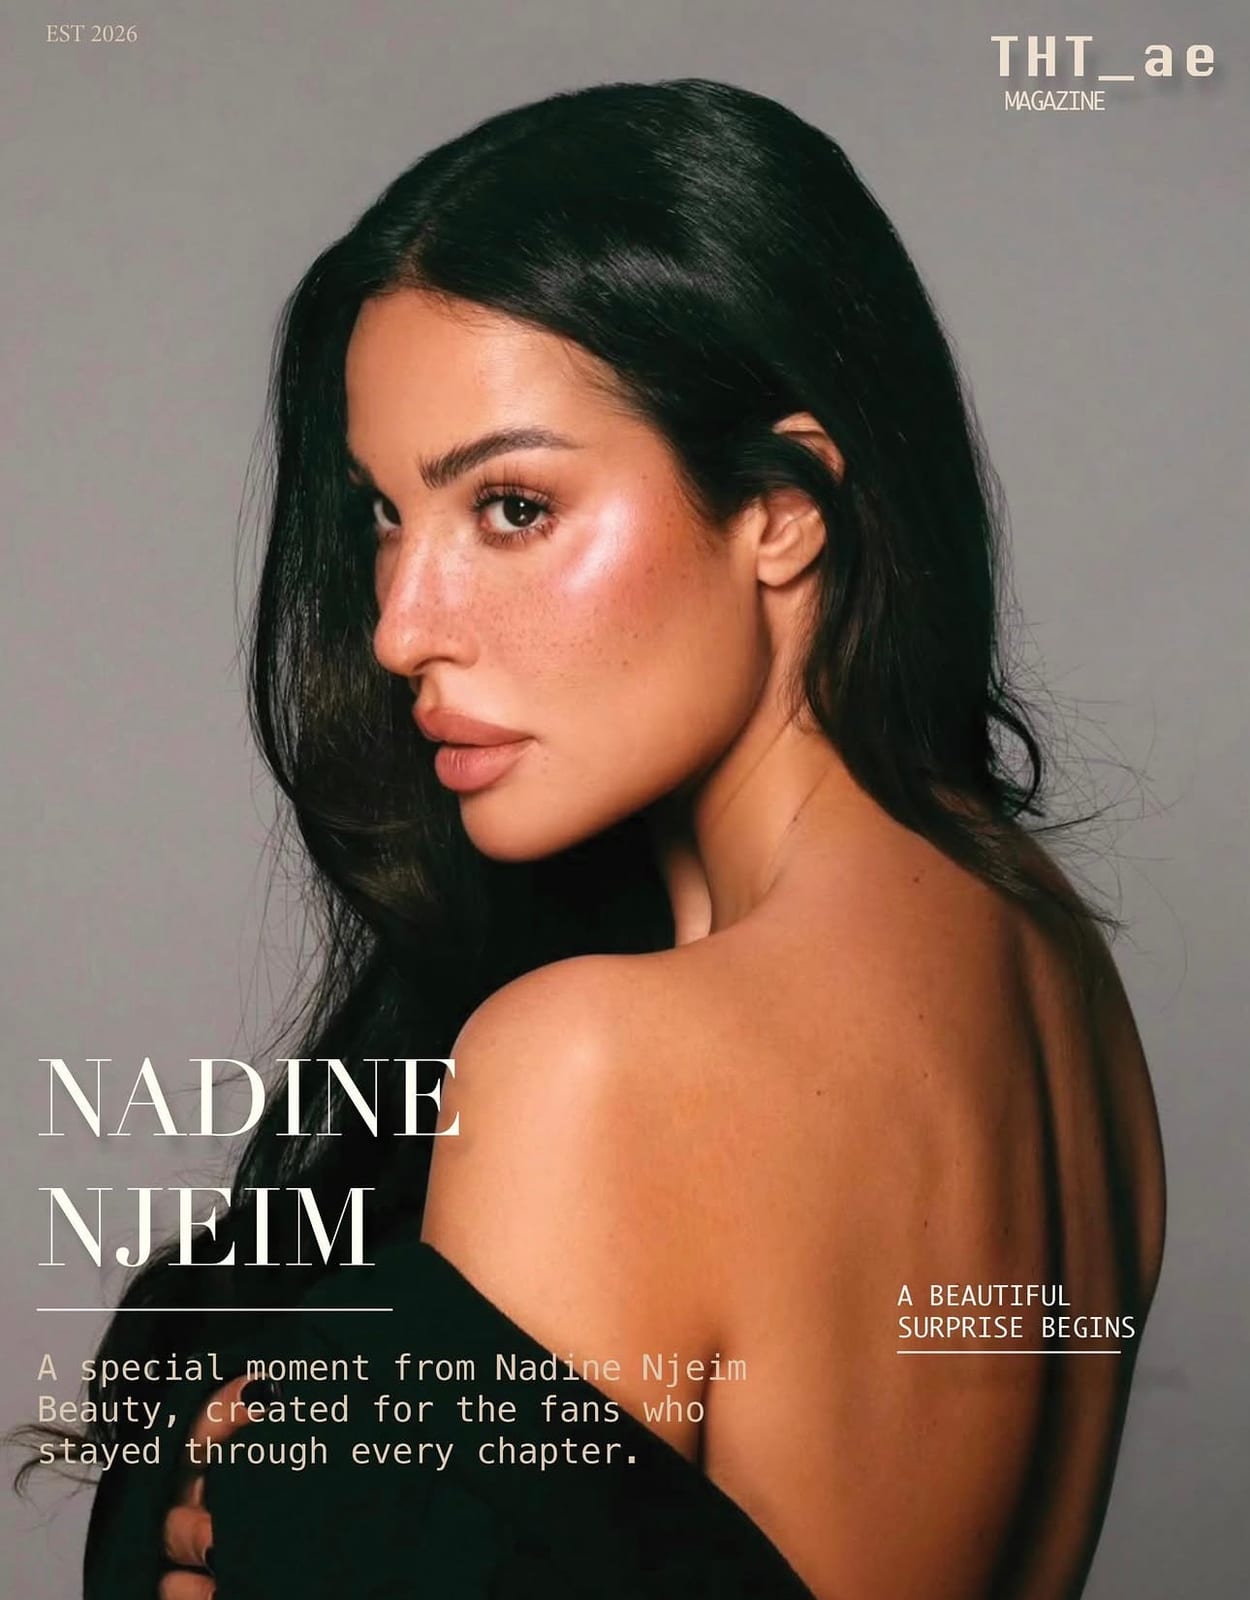 EST 2026
THT_ae
MAGAZINE
NADINE
NJEIM
A special moment from Nadine Njeim
Beauty, created for the fans who
stayed through every chapter.
A BEAUTIFUL
SURPRISE BEGINS